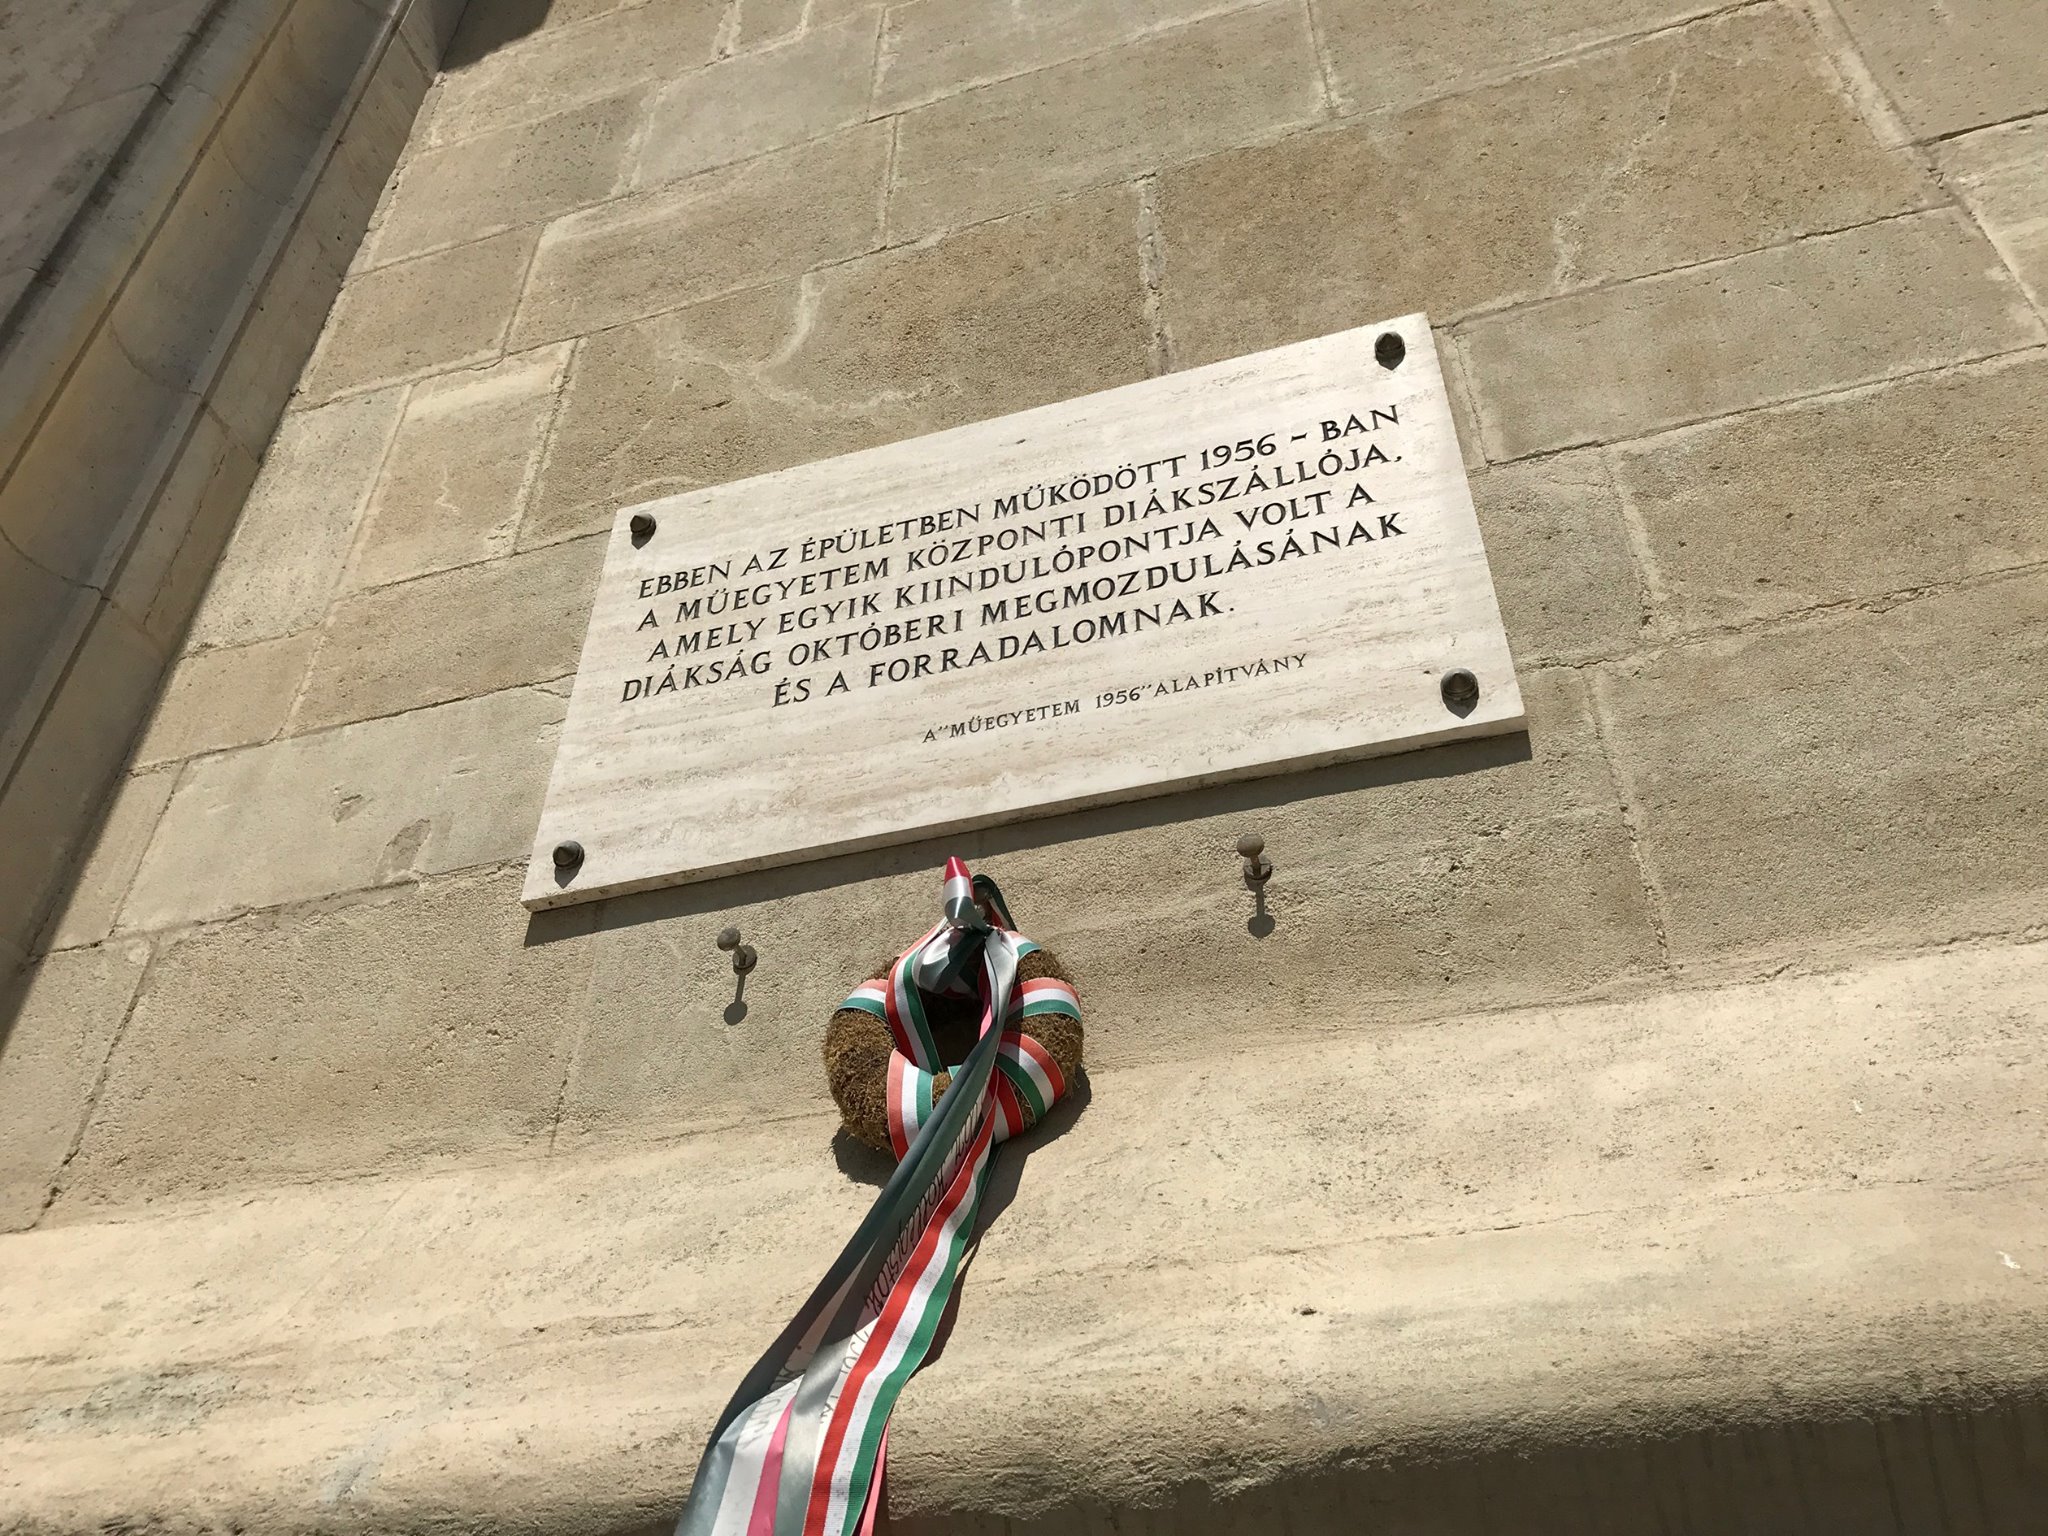 EBBEN AZ ÉPÜLETBEN MŰKÖDÖTT 1956 - BAN
A MŰEGYETEM KÖZPONTI DIÁKSZÁLLÓJA,
AMELY EGYIK KIINDULÓPONTJA VOLT A
DIÁKSÁG OKTÓBERI MEGMOZDULÁSÁNAK
ÉS A FORRADALOMNAK.
A "MŰEGYETEM 1956" ALAPÍTVÁNY